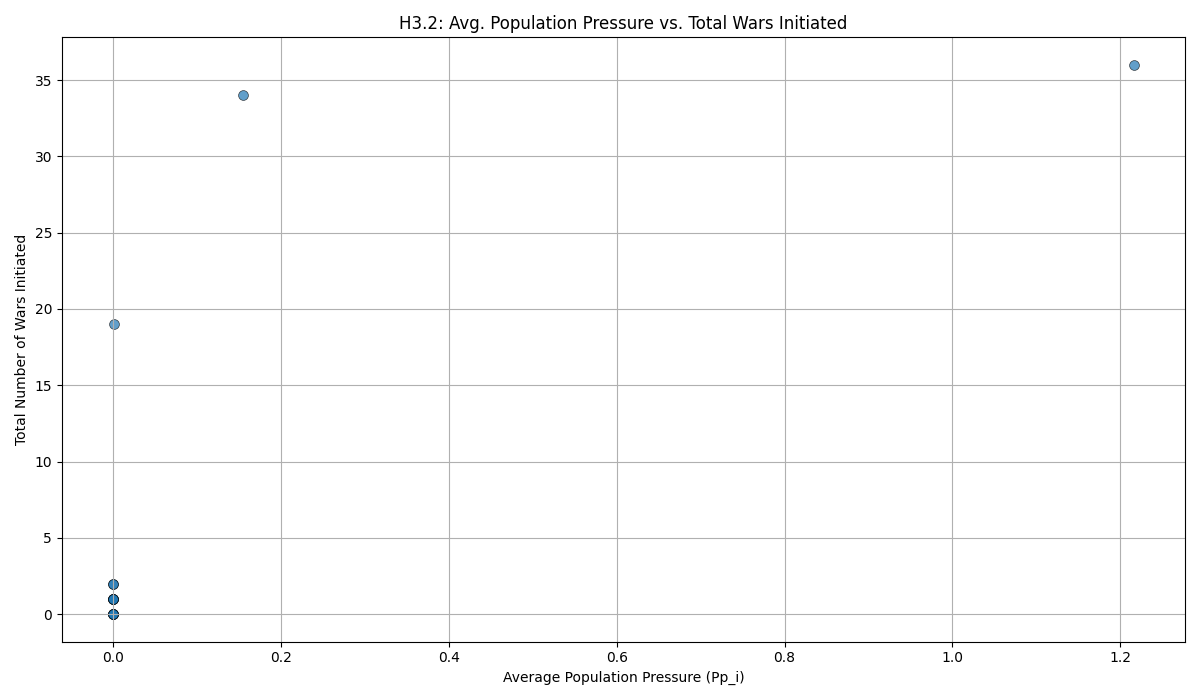 H3.2: Avg. Population Pressure vs. Total Wars Initiated
Total Number of Wars Initiated
35
30
25
20
15
10
5
0
0.0 0.2 0.4 0.6 0.8 1.0 1.2
Average Population Pressure (Pp_i)